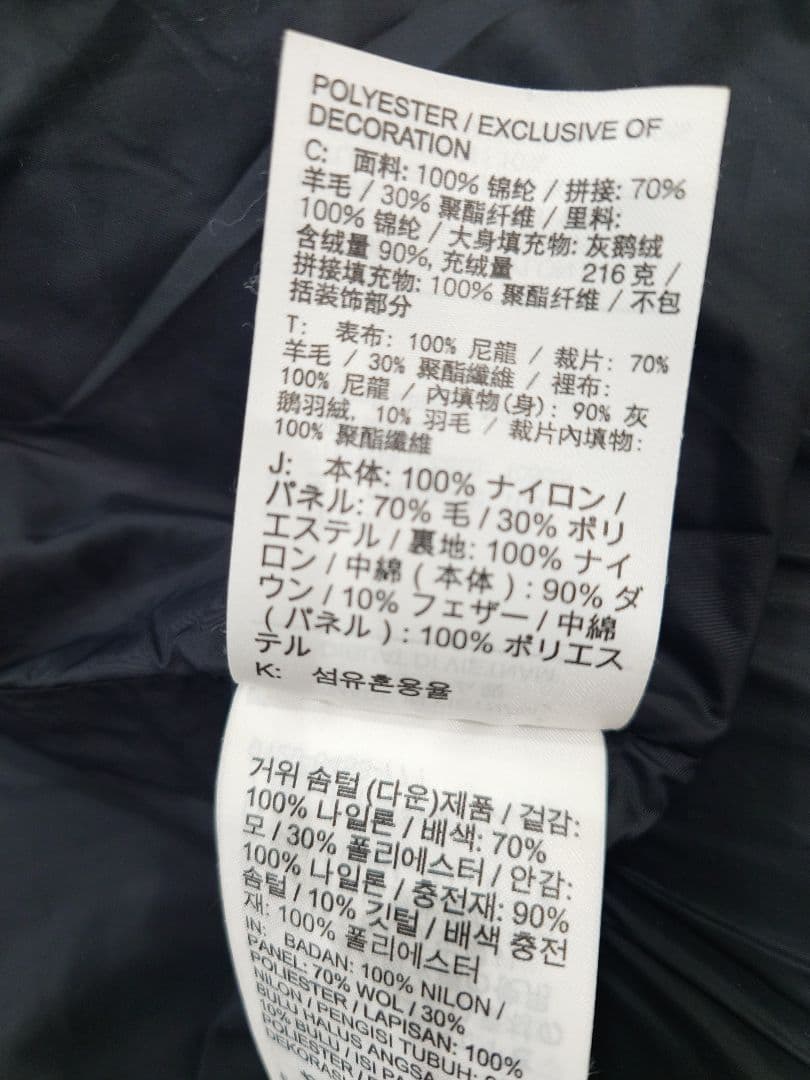 POLYESTER / EXCLUSIVE OF
DECORATION
C: 面料: 100% 锦纶 / 拼接: 70%
羊毛 / 30% 聚酯纤维 / 里料:
100% 锦纶 / 大身填充物: 灰鹅绒
含绒量 90%, 充绒量 216 克 /
拼接填充物: 100% 聚酯纤维 / 不包
括装饰部分
T: 表布: 100% 尼龍 / 裁片: 70%
羊毛 / 30% 聚酯纖維 / 裡布:
100% 尼龍 / 內填物(身): 90% 灰
鵝羽絨, 10% 羽毛 / 裁片內填物:
100% 聚酯纖維
J: 本体: 100% ナイロン /
パネル: 70% 毛 / 30% ポリ
エステル / 裏地: 100% ナイ
ロン / 中綿 ( 本体 ) : 90% ダ
ウン / 10% フェザー / 中綿
( パネル ) : 100% ポリエス
テル
K: 섬유혼용율
거위 솜털 (다운)제품 / 겉감:
100% 나일론 / 배색: 70%
모 / 30% 폴리에스터 / 안감:
100% 나일론 / 충전재: 90%
솜털 / 10% 깃털 / 배색 충전
재: 100% 폴리에스터
IN: BADAN: 100% NILON /
PANEL: 70% WOL / 30%
POLIESTER / LAPISAN: 100%
NILON / PENGISI TUBUH:
BULU HALUS ANGSA
10% BULU / ISI
POLIESTER /
DEKORASI